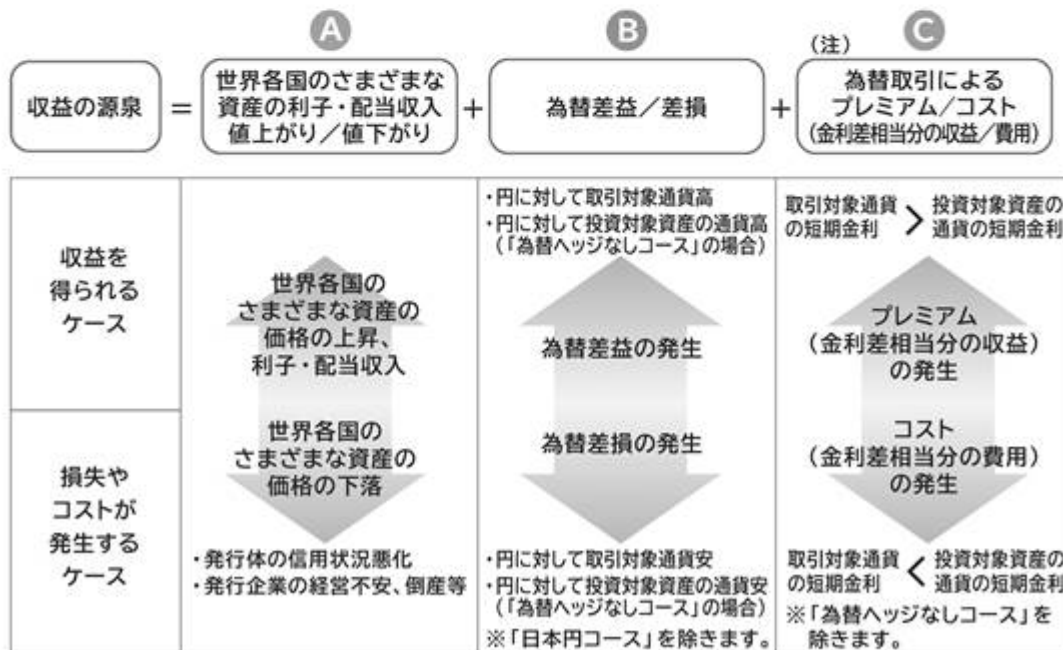 A
B
C
(注)
収益の源泉
=
世界各国のさまざまな
資産の利子・配当収入
値上がり/値下がり
+
為替差益/差損
+
為替取引による
プレミアム/コスト
(金利差相当分の収益/費用)
収益を
得られる
ケース
世界各国の
さまざまな資産の
価格の上昇、
利子・配当収入
・円に対して取引対象通貨高
・円に対して投資対象資産の通貨高
(「為替ヘッジなしコース」の場合)
為替差益の発生
取引対象通貨
の短期金利
>
投資対象資産の
通貨の短期金利
プレミアム
(金利差相当分の収益)
の発生
損失や
コストが
発生する
ケース
世界各国の
さまざまな資産の
価格の下落
・発行体の信用状況悪化
・発行企業の経営不安、倒産等
為替差損の発生
・円に対して取引対象通貨安
・円に対して投資対象資産の通貨安
(「為替ヘッジなしコース」の場合)
※「日本円コース」を除きます。
コスト
(金利差相当分の費用)
の発生
取引対象通貨
の短期金利
<
投資対象資産の
通貨の短期金利
※「為替ヘッジなしコース」を
除きます。